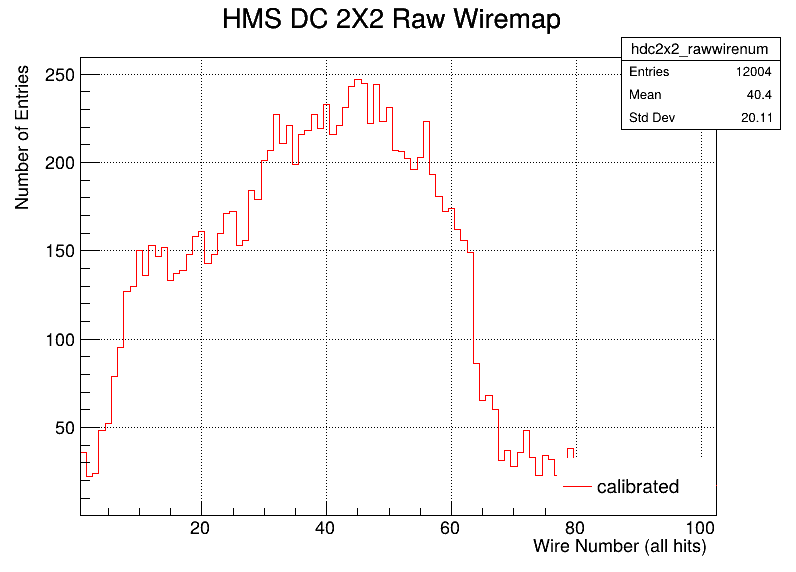 HMS DC 2X2 Raw Wiremap
hdc2x2_rawwirenum
Entries 12004
Mean 40.4
Std Dev 20.11
Number of Entries
250
200
150
100
50
calibrated
20 40 60 80 100
Wire Number (all hits)